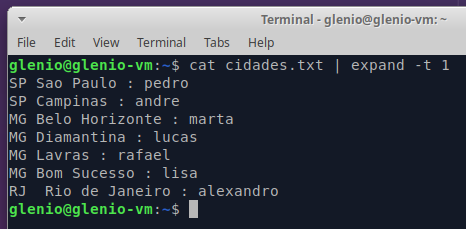 Terminal - glenio@glenio-vm: ~
File Edit View Terminal Tabs Help
glenio@glenio-vm:~$ cat cidades.txt | expand -t 1
SP Sao Paulo : pedro
SP Campinas : andre
MG Belo Horizonte : marta
MG Diamantina : lucas
MG Lavras : rafael
MG Bom Sucesso : lisa
RJ  Rio de Janeiro : alexandro
glenio@glenio-vm:~$